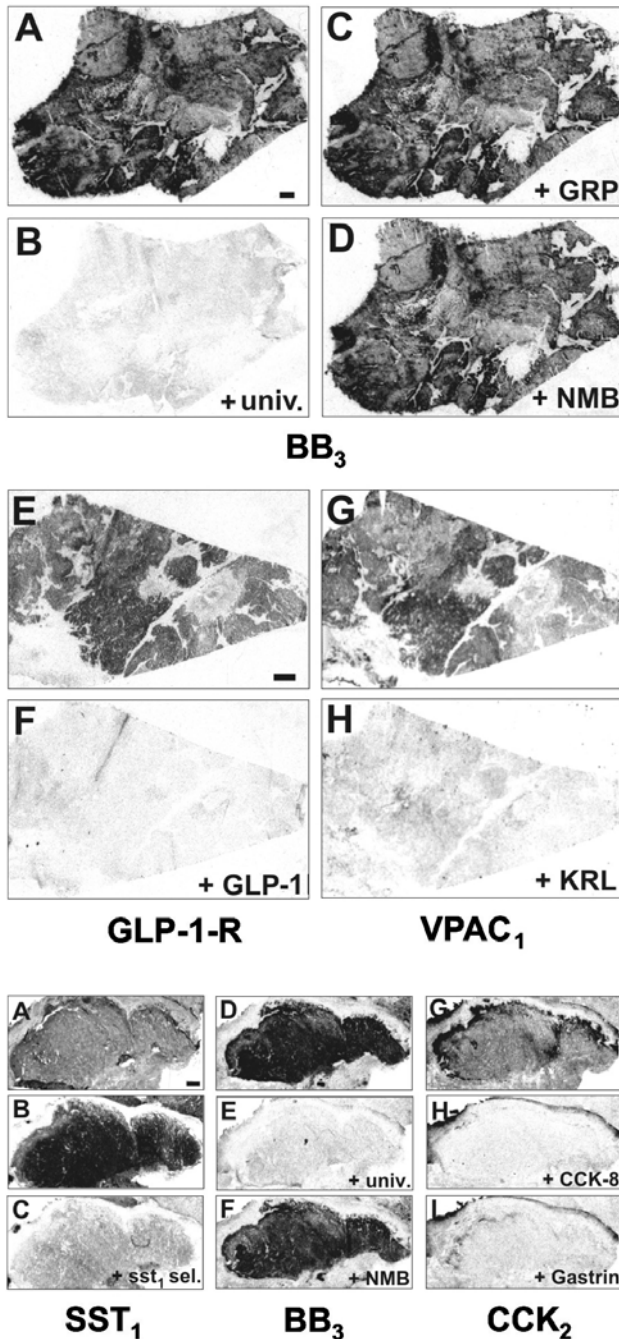 A
C
+ GRP
B
+ univ.
D
+ NMB
BB₃
E
G
F
+ GLP-1
H
+ KRL
GLP-1-R
VPAC₁
A
D
G
B
E
+ univ.
H
+ CCK-8
C
+ sst₁ sel.
F
+ NMB
I
+ Gastrin
SST₁
BB₃
CCK₂